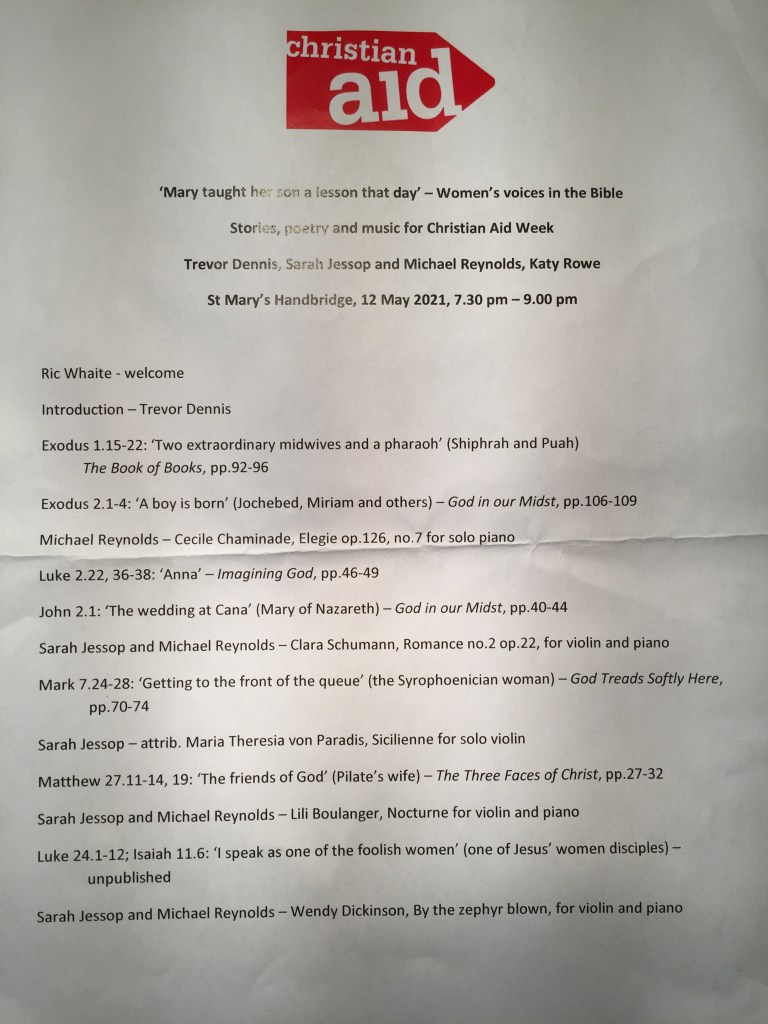 christian
aid
‘Mary taught her son a lesson that day’ – Women’s voices in the Bible
Stories, poetry and music for Christian Aid Week
Trevor Dennis, Sarah Jessop and Michael Reynolds, Katy Rowe
St Mary’s Handbridge, 12 May 2021, 7.30 pm – 9.00 pm
Ric Whaite - welcome
Introduction – Trevor Dennis
Exodus 1.15-22: ‘Two extraordinary midwives and a pharaoh’ (Shiphrah and Puah)
The Book of Books, pp.92-96
Exodus 2.1-4: ‘A boy is born’ (Jochebed, Miriam and others) – God in our Midst, pp.106-109
Michael Reynolds – Cecile Chaminade, Elegie op.126, no.7 for solo piano
Luke 2.22, 36-38: ‘Anna’ – Imagining God, pp.46-49
John 2.1: ‘The wedding at Cana’ (Mary of Nazareth) – God in our Midst, pp.40-44
Sarah Jessop and Michael Reynolds – Clara Schumann, Romance no.2 op.22, for violin and piano
Mark 7.24-28: ‘Getting to the front of the queue’ (the Syrophoenician woman) – God Treads Softly Here,
pp.70-74
Sarah Jessop – attrib. Maria Theresia von Paradis, Sicilienne for solo violin
Matthew 27.11-14, 19: ‘The friends of God’ (Pilate’s wife) – The Three Faces of Christ, pp.27-32
Sarah Jessop and Michael Reynolds – Lili Boulanger, Nocturne for violin and piano
Luke 24.1-12; Isaiah 11.6: ‘I speak as one of the foolish women’ (one of Jesus’ women disciples) –
unpublished
Sarah Jessop and Michael Reynolds – Wendy Dickinson, By the zephyr blown, for violin and piano